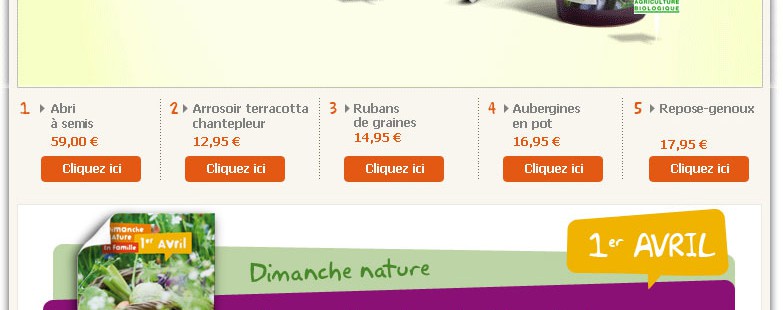 AGRICULTURE
BIOLOGIQUE
1 Abri
à semis
59,00 €
Cliquez ici
2 Arrosoir terracotta
chantepleur
12,95 €
Cliquez ici
3 Rubans
de graines
14,95 €
Cliquez ici
4 Aubergines
en pot
16,95 €
Cliquez ici
5 Repose-genoux
17,95 €
Cliquez ici
Dimanche
Nature
En Famille
1er Avril
Dimanche nature
1er AVRIL